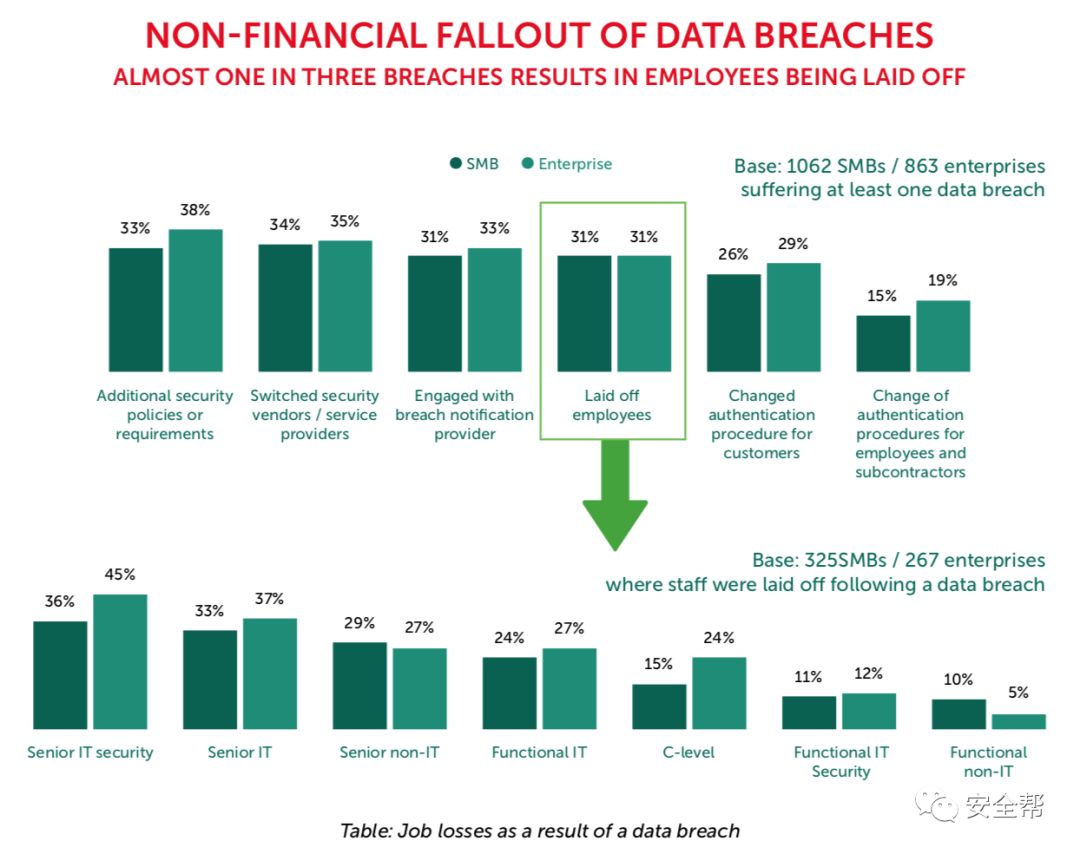 NON-FINANCIAL FALLOUT OF DATA BREACHES
ALMOST ONE IN THREE BREACHES RESULTS IN EMPLOYEES BEING LAID OFF
SMB
Enterprise
Base: 1062 SMBs / 863 enterprises
suffering at least one data breach
33%
38%
34%
35%
31%
33%
31%
31%
26%
29%
15%
19%
Additional security
policies or
requirements
Switched security
vendors / service
providers
Engaged with
breach notification
provider
Laid off
employees
Changed
authentication
procedure for
customers
Change of
authentication
procedures for
employees and
subcontractors
Base: 325SMBs / 267 enterprises
where staff were laid off following a data breach
36%
45%
33%
37%
29%
27%
24%
27%
15%
24%
11%
12%
10%
5%
Senior IT security
Senior IT
Senior non-IT
Functional IT
C-level
Functional IT
Security
Functional
non-IT
安全帮
Table: Job losses as a result of a data breach